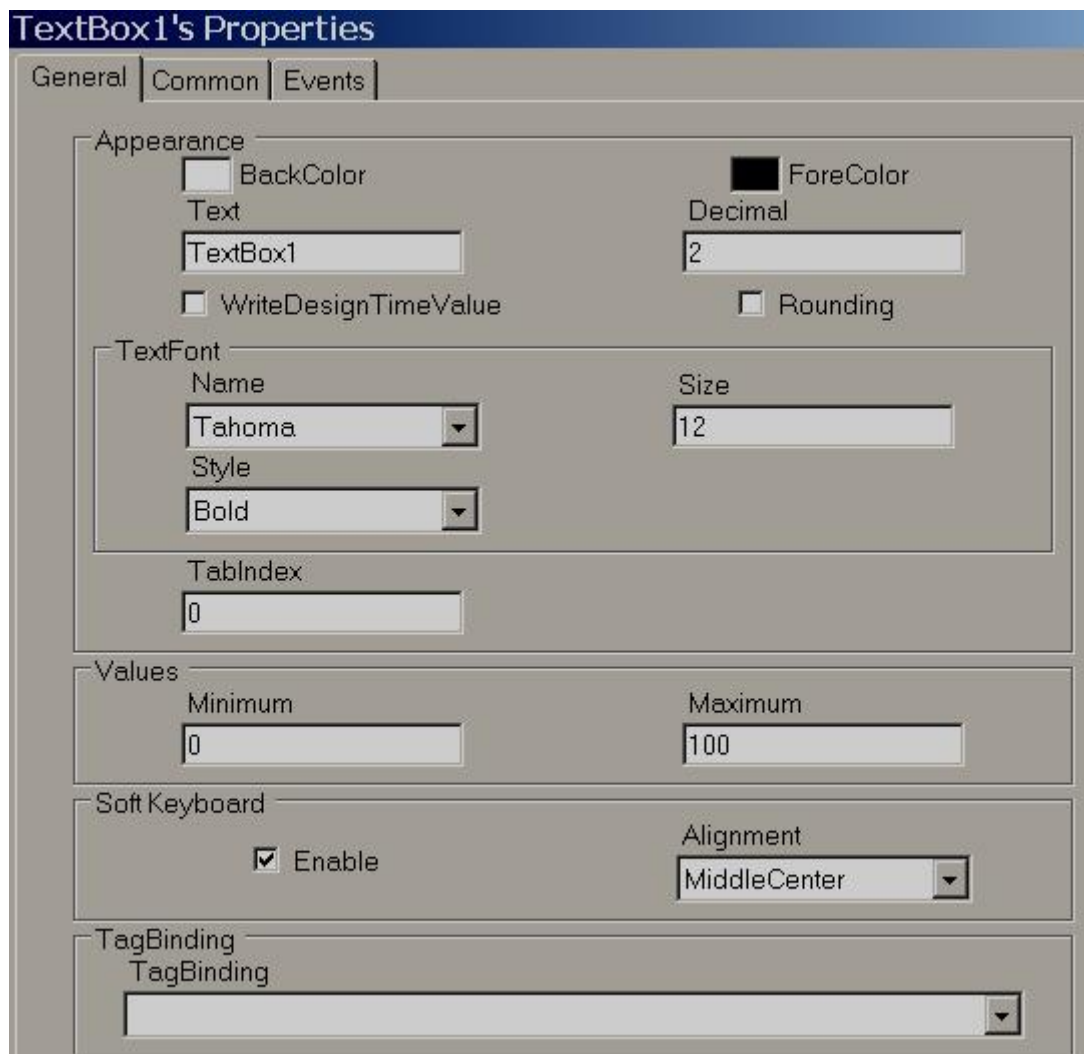 TextBox1's Properties
General Common Events
Appearance
BackColor ForeColor
Text Decimal
TextBox1 2
WriteDesignTimeValue Rounding
TextFont
Name Size
Tahoma 12
Style
Bold
TabIndex
0
Values
Minimum Maximum
0 100
Soft Keyboard
Alignment
Enable
MiddleCenter
TagBinding
TagBinding